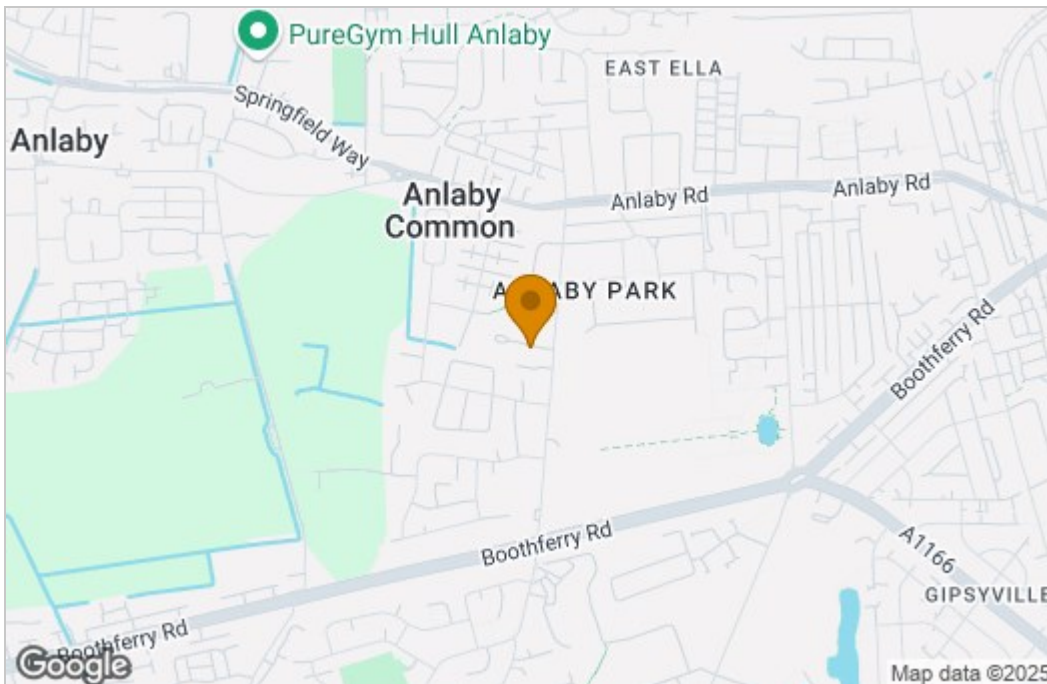 PureGym Hull Anlaby
EAST ELLA
Springfield Way
Anlaby
Anlaby Rd
Anlaby Rd
Anlaby
Common
PARK
Boothferry Rd
Boothferry Rd
A1166
GIPSYVILLE
Boothferry Rd
Google
Map data ©2025